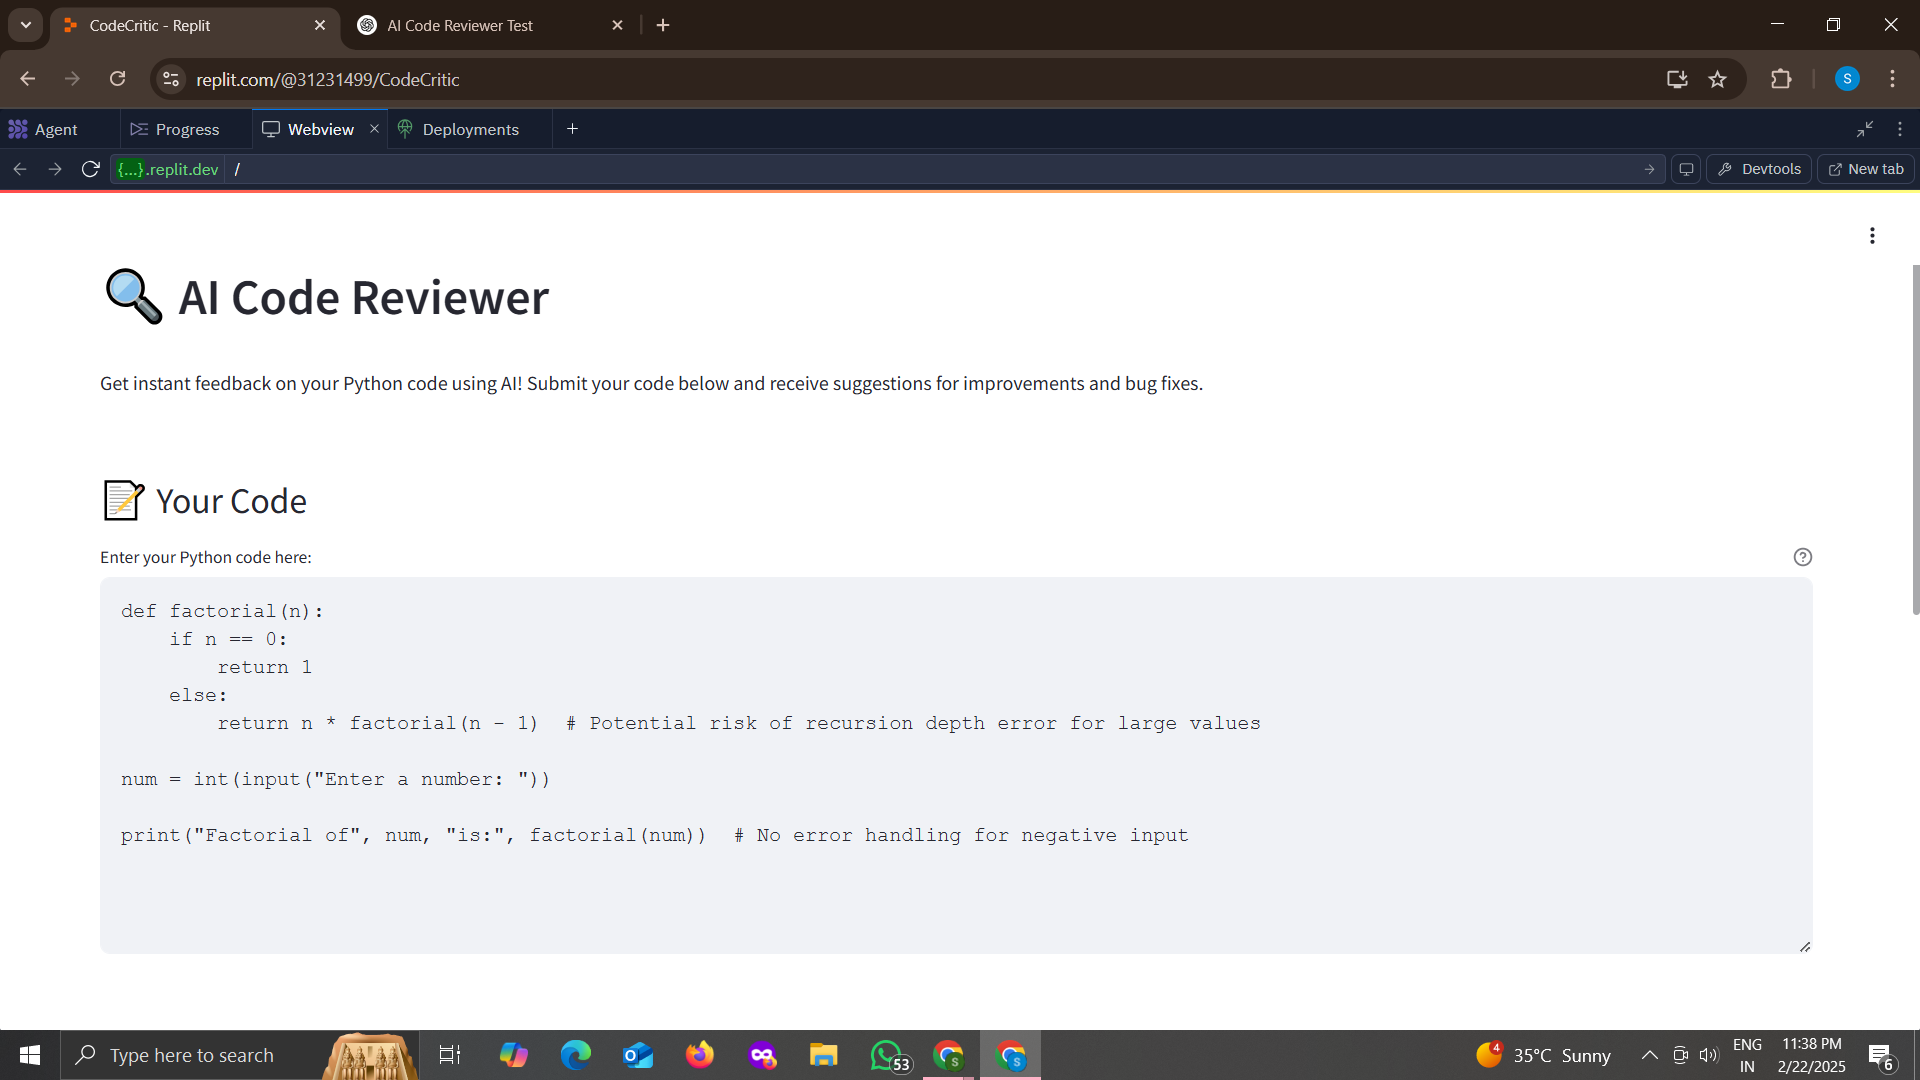 CodeCritic - Replit
AI Code Reviewer Test
replit.com/@31231499/CodeCritic
S
Agent
Progress
Webview
Deployments
{...}.replit.dev /
Devtools
New tab
AI Code Reviewer
Get instant feedback on your Python code using AI! Submit your code below and receive suggestions for improvements and bug fixes.
Your Code
Enter your Python code here:
def factorial(n):
    if n == 0:
        return 1
    else:
        return n * factorial(n - 1)  # Potential risk of recursion depth error for large values
num = int(input("Enter a number: "))
print("Factorial of", num, "is:", factorial(num))  # No error handling for negative input
Type here to search
53
S
S
4
35°C Sunny
ENG
IN
11:38 PM
2/22/2025
6